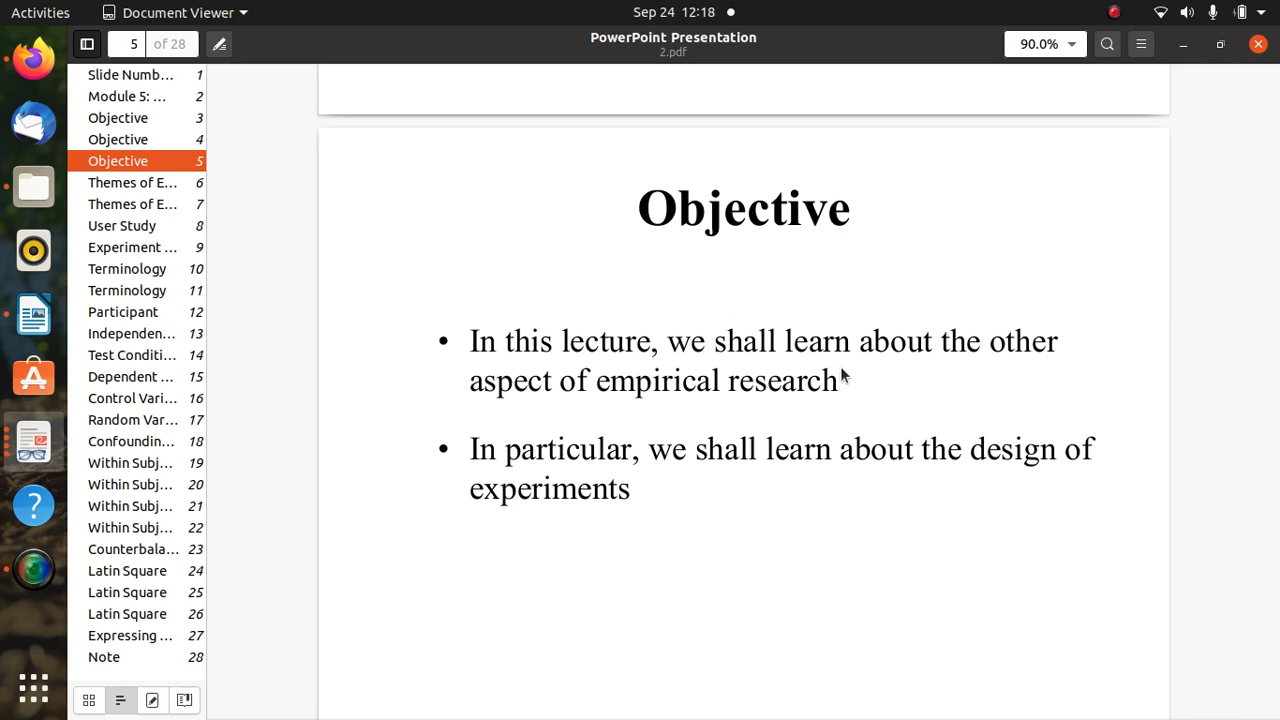 Activities
Document Viewer
Sep 24 12:18
5 of 28
PowerPoint Presentation
2.pdf
90.0%
Slide Numb... 1
Module 5: ... 2
Objective 3
Objective 4
Objective 5
Themes of E... 6
Themes of E... 7
User Study 8
Experiment ... 9
Terminology 10
Terminology 11
Participant 12
Independen... 13
Test Conditi... 14
Dependent ... 15
Control Vari... 16
Random Var... 17
Confoundin... 18
Within Subj... 19
Within Subj... 20
Within Subj... 21
Within Subj... 22
Counterbala... 23
Latin Square 24
Latin Square 25
Latin Square 26
Expressing ... 27
Note 28
Objective
• In this lecture, we shall learn about the other
aspect of empirical research
• In particular, we shall learn about the design of
experiments